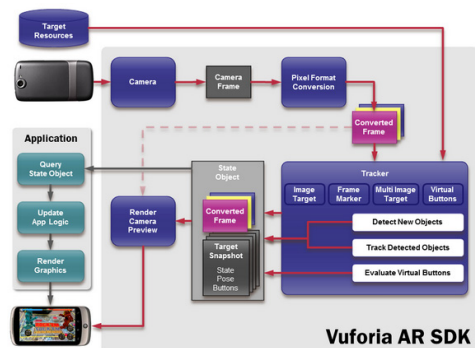 Target
Resources
Camera
Camera
Frame
Pixel Format
Conversion
Converted
Frame
Application
Query
State Object
Update
App Logic
Render
Graphics
Render
Camera
Preview
State
Object
Converted
Frame
Target
Snapshot
State
Pose
Buttons
Tracker
Image
Target
Frame
Marker
Multi Image
Target
Virtual
Buttons
Detect New Objects
Track Detected Objects
Evaluate Virtual Buttons
Vuforia AR SDK